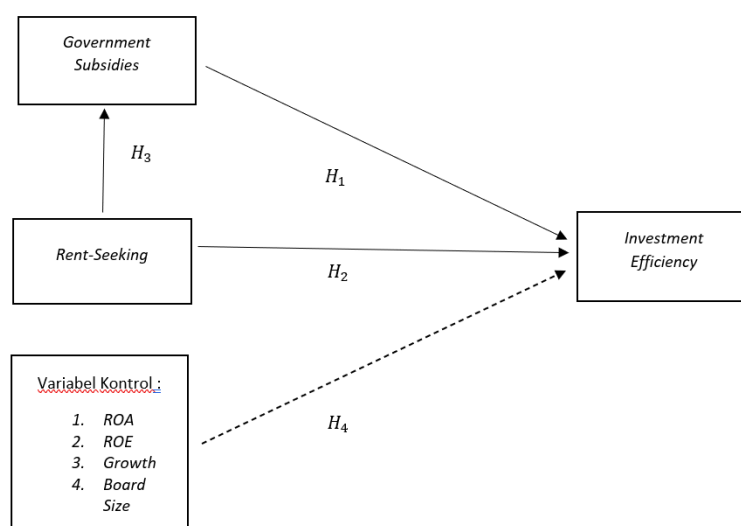 Government
Subsidies
H₃
H₁
Rent-Seeking
H₂
Investment
Efficiency
Variabel Kontrol :
1. ROA
2. ROE
3. Growth
4. Board
Size
H₄